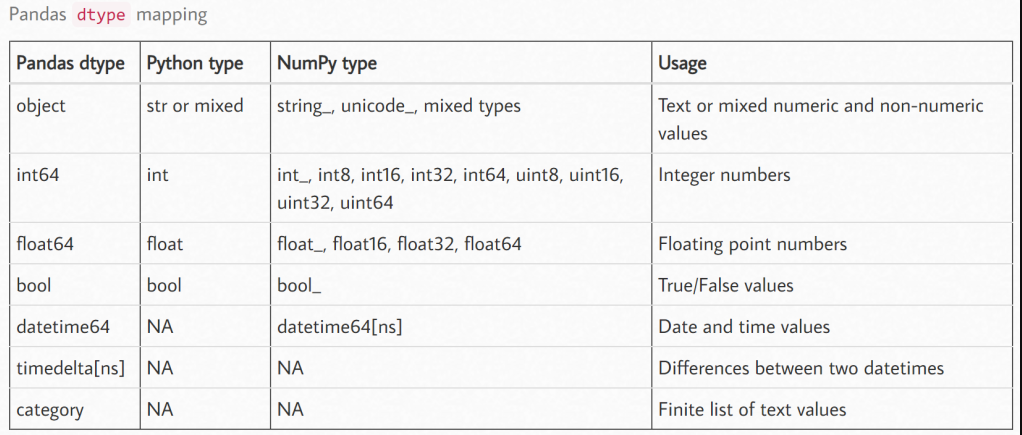 Pandas dtype mapping
Pandas dtype Python type NumPy type Usage
object str or mixed string_, unicode_, mixed types Text or mixed numeric and non-numeric
values
int64 int int_, int8, int16, int32, int64, uint8, uint16, Integer numbers
uint32, uint64
float64 float float_, float16, float32, float64 Floating point numbers
bool bool bool_ True/False values
datetime64 NA datetime64[ns] Date and time values
timedelta[ns] NA NA Differences between two datetimes
category NA NA Finite list of text values